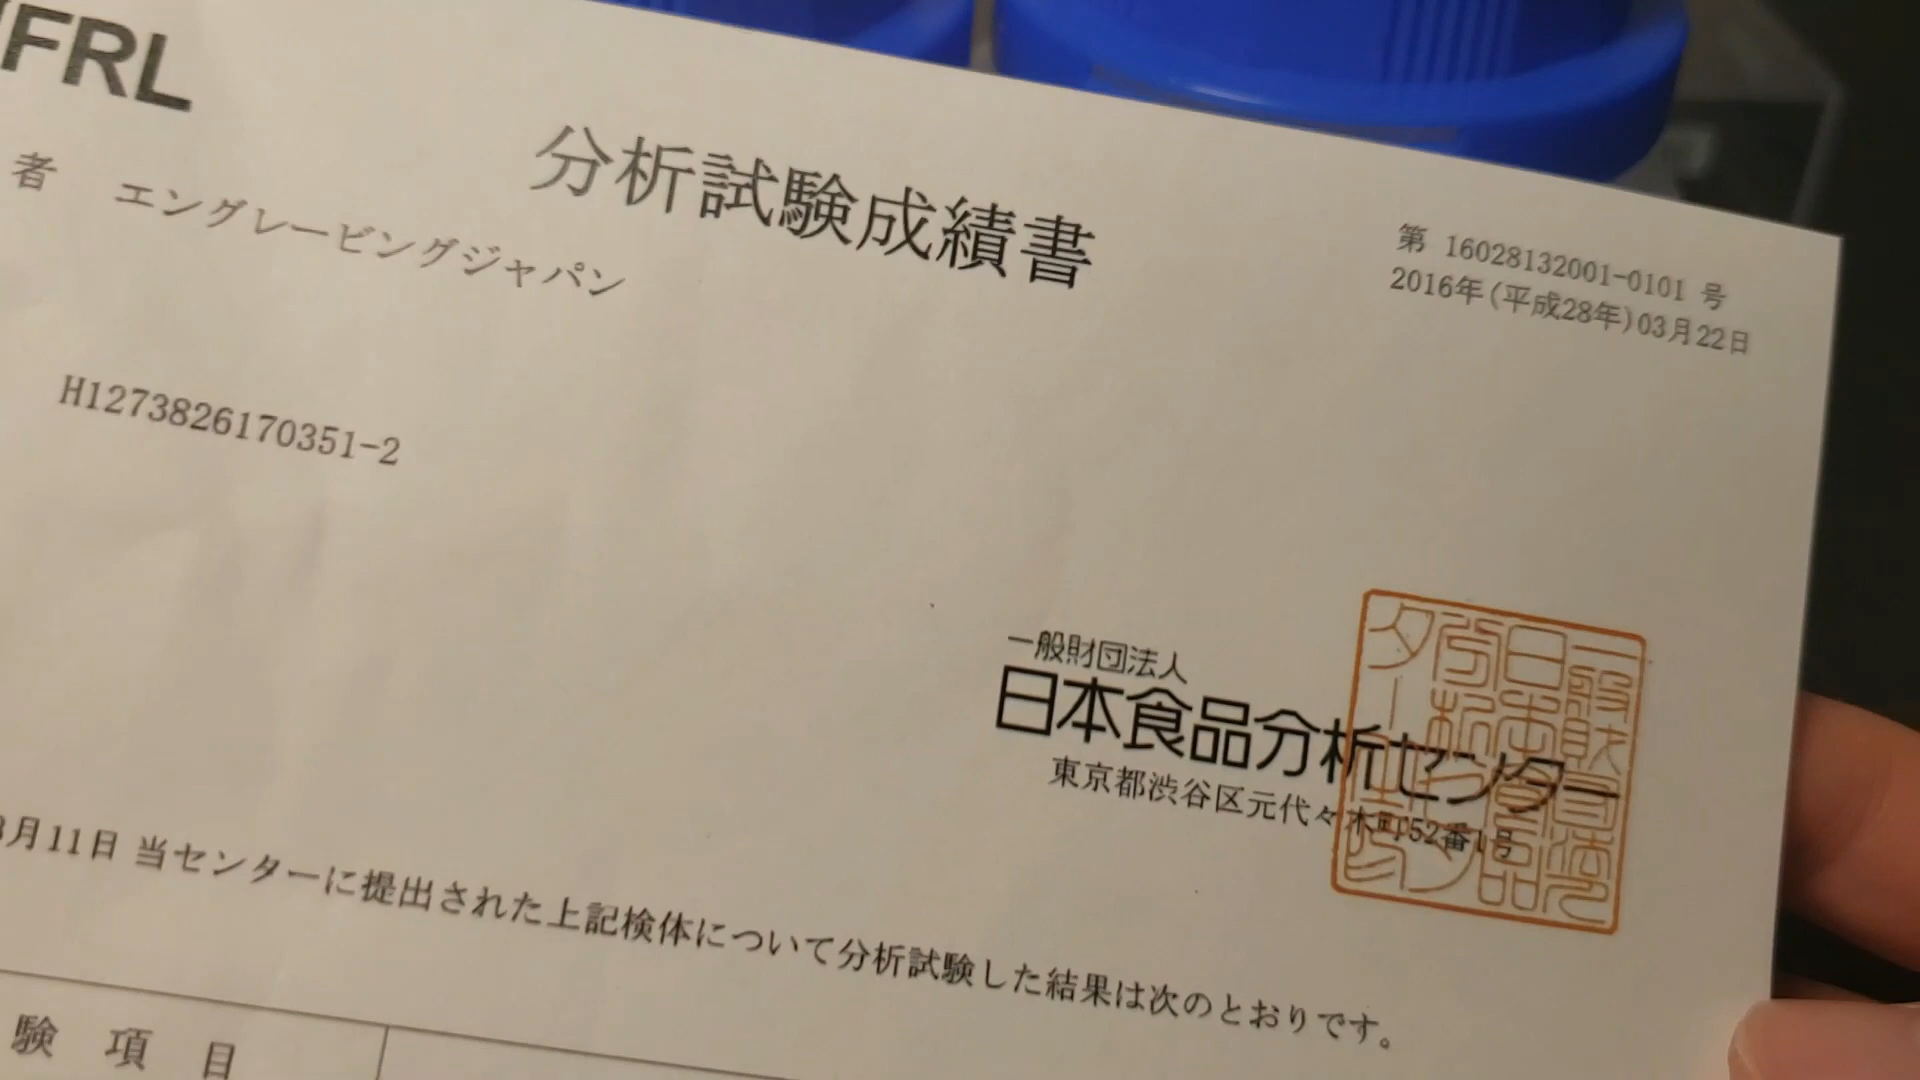 FRL
分析試験成績書
第 16028132001-0101 号
2016年(平成28年)03月22日
者 エングレービングジャパン
H1273826170351-2
一般財団法人
日本食品分析センター
東京都渋谷区元代々木町52番1号
月11日 当センターに提出された上記検体について分析試験した結果は次のとおりです。
験 項 目